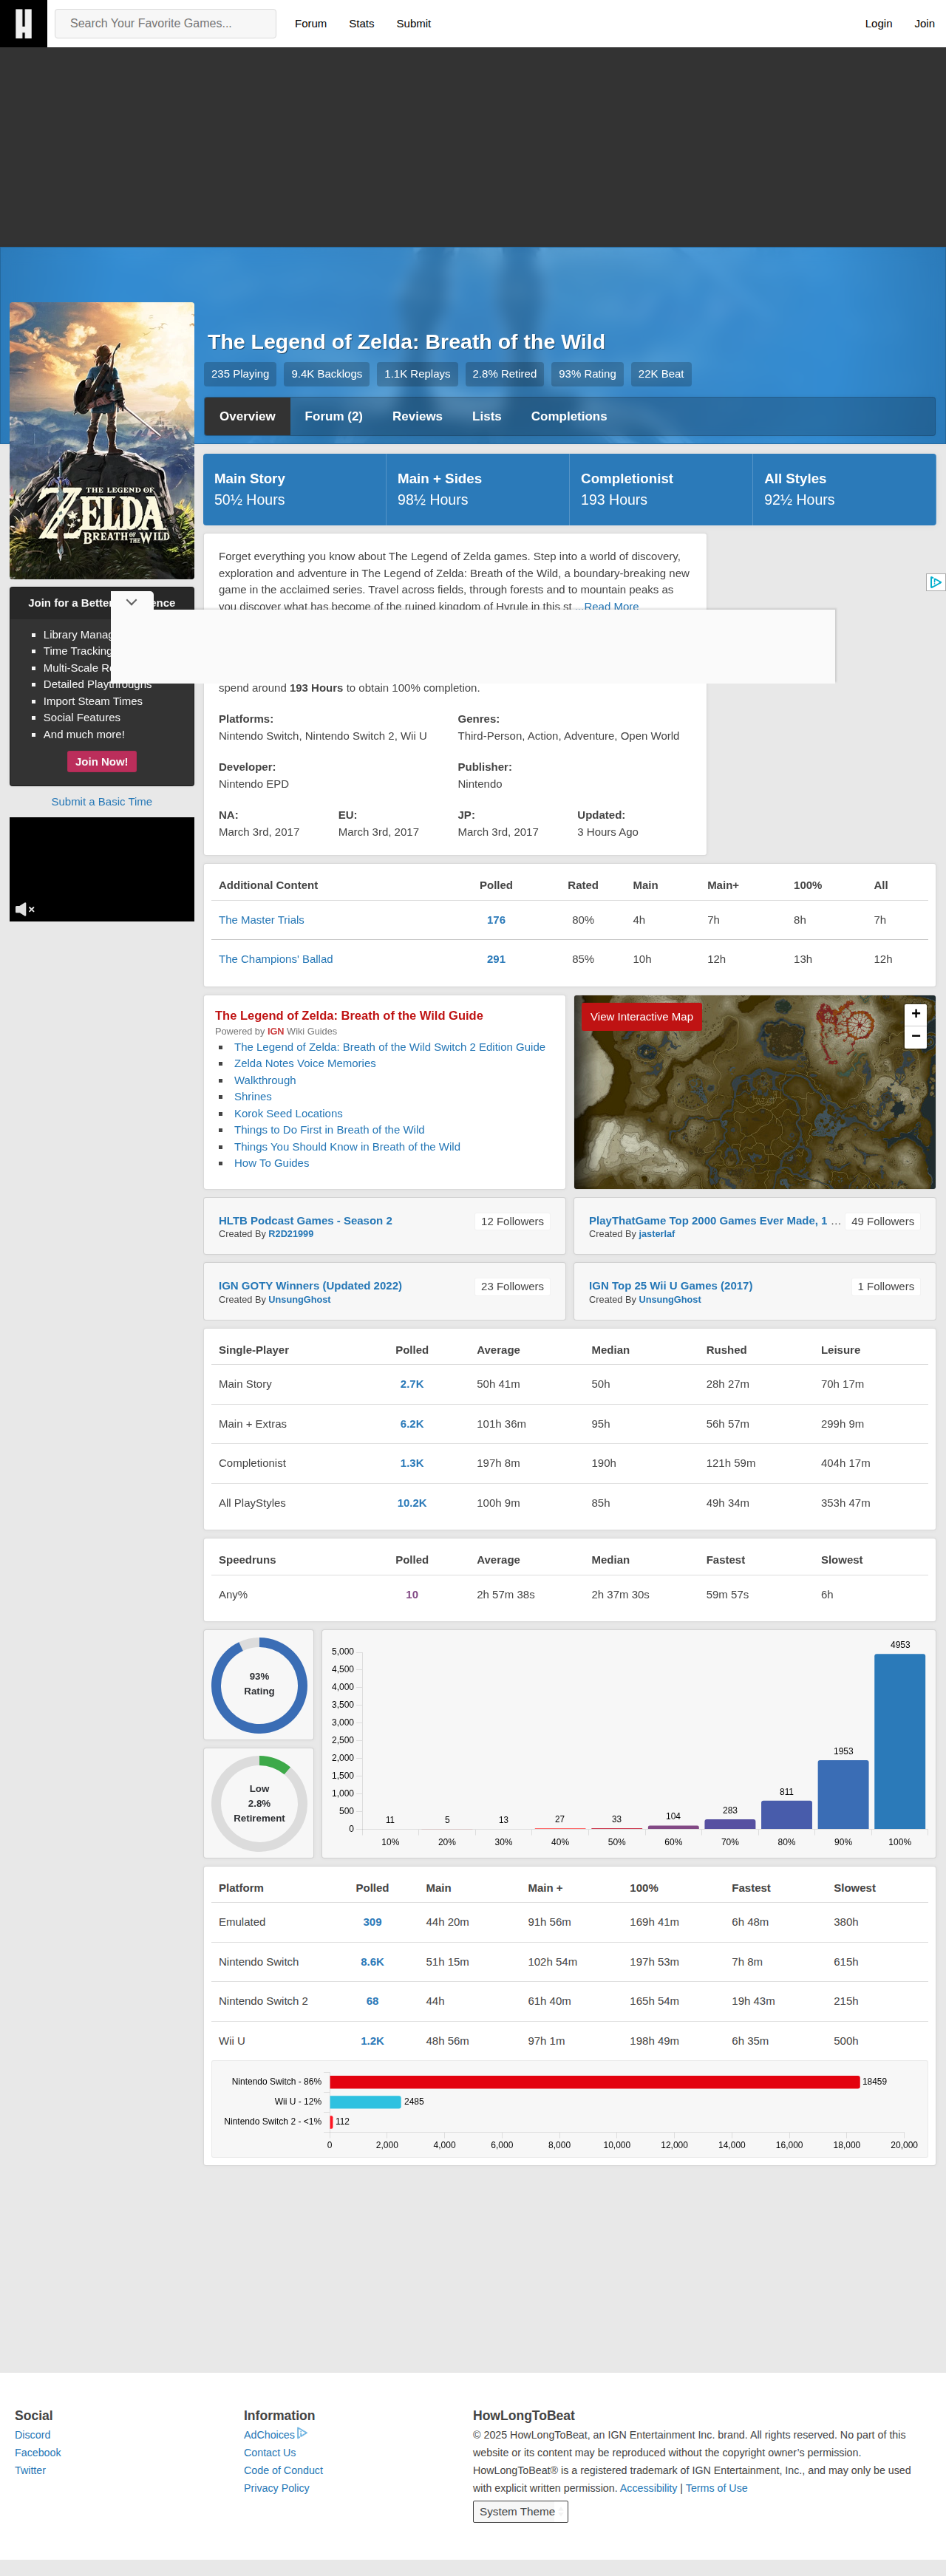 H
Search Your Favorite Games...
Forum Stats Submit
Login Join
The Legend of Zelda: Breath of the Wild
235 Playing 9.4K Backlogs 1.1K Replays 2.8% Retired 93% Rating 22K Beat
Overview Forum (2) Reviews Lists Completions
THE LEGEND OF
ZELDA
BREATH OF THE WILD
Main Story Main + Sides Completionist All Styles
50½ Hours 98½ Hours 193 Hours 92½ Hours
Join for a Better ence
Library Manag
Time Tracking
Multi-Scale Re
Detailed Playthroughs
Import Steam Times
Social Features
And much more!
Join Now!
Submit a Basic Time
Forget everything you know about The Legend of Zelda games. Step into a world of discovery,
exploration and adventure in The Legend of Zelda: Breath of the Wild, a boundary-breaking new
game in the acclaimed series. Travel across fields, through forests and to mountain peaks as
you discover what has become of the ruined kingdom of Hyrule in this st ...Read More
spend around 193 Hours to obtain 100% completion.
Platforms: Genres:
Nintendo Switch, Nintendo Switch 2, Wii U Third-Person, Action, Adventure, Open World
Developer: Publisher:
Nintendo EPD Nintendo
NA: EU: JP: Updated:
March 3rd, 2017 March 3rd, 2017 March 3rd, 2017 3 Hours Ago
Additional Content Polled Rated Main Main+ 100% All
The Master Trials 176 80% 4h 7h 8h 7h
The Champions' Ballad 291 85% 10h 12h 13h 12h
The Legend of Zelda: Breath of the Wild Guide
Powered by IGN Wiki Guides
The Legend of Zelda: Breath of the Wild Switch 2 Edition Guide
Zelda Notes Voice Memories
Walkthrough
Shrines
Korok Seed Locations
Things to Do First in Breath of the Wild
Things You Should Know in Breath of the Wild
How To Guides
View Interactive Map
+
−
HLTB Podcast Games - Season 2 12 Followers
Created By R2D21999
PlayThatGame Top 2000 Games Ever Made, 1 ... 49 Followers
Created By jasterlaf
IGN GOTY Winners (Updated 2022) 23 Followers
Created By UnsungGhost
IGN Top 25 Wii U Games (2017) 1 Followers
Created By UnsungGhost
Single-Player Polled Average Median Rushed Leisure
Main Story 2.7K 50h 41m 50h 28h 27m 70h 17m
Main + Extras 6.2K 101h 36m 95h 56h 57m 299h 9m
Completionist 1.3K 197h 8m 190h 121h 59m 404h 17m
All PlayStyles 10.2K 100h 9m 85h 49h 34m 353h 47m
Speedruns Polled Average Median Fastest Slowest
Any% 10 2h 57m 38s 2h 37m 30s 59m 57s 6h
93%
Rating
Low
2.8%
Retirement
5,000
4,500
4,000
3,500
3,000
2,500
2,000
1,500
1,000
500
0
11 5 13 27 33 104 283 811 1953 4953
10% 20% 30% 40% 50% 60% 70% 80% 90% 100%
Platform Polled Main Main + 100% Fastest Slowest
Emulated 309 44h 20m 91h 56m 169h 41m 6h 48m 380h
Nintendo Switch 8.6K 51h 15m 102h 54m 197h 53m 7h 8m 615h
Nintendo Switch 2 68 44h 61h 40m 165h 54m 19h 43m 215h
Wii U 1.2K 48h 56m 97h 1m 198h 49m 6h 35m 500h
Nintendo Switch - 86% 18459
Wii U - 12% 2485
Nintendo Switch 2 - <1% 112
0 2,000 4,000 6,000 8,000 10,000 12,000 14,000 16,000 18,000 20,000
Social
Discord
Facebook
Twitter
Information
AdChoices
Contact Us
Code of Conduct
Privacy Policy
HowLongToBeat
© 2025 HowLongToBeat, an IGN Entertainment Inc. brand. All rights reserved. No part of this
website or its content may be reproduced without the copyright owner's permission.
HowLongToBeat® is a registered trademark of IGN Entertainment, Inc., and may only be used
with explicit written permission. Accessibility | Terms of Use
System Theme